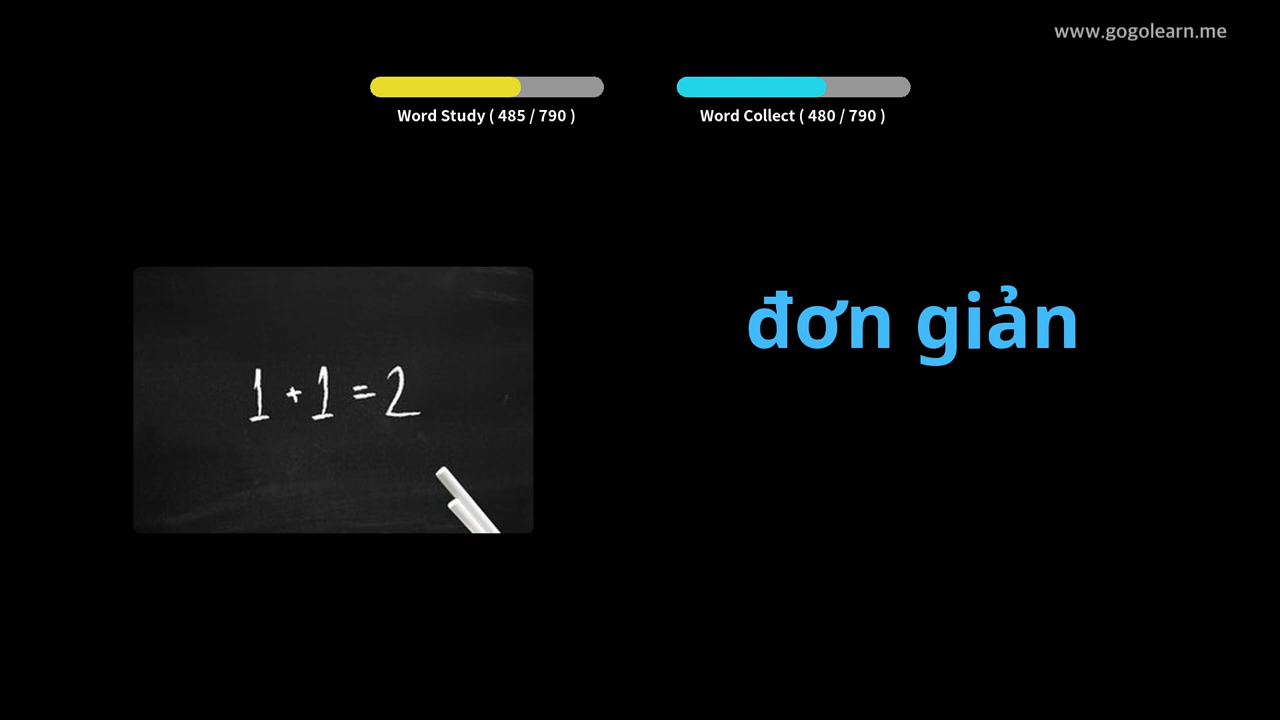 www.gogolearn.me
Word Study ( 485 / 790 )
Word Collect ( 480 / 790 )
đơn giản
1 + 1 = 2